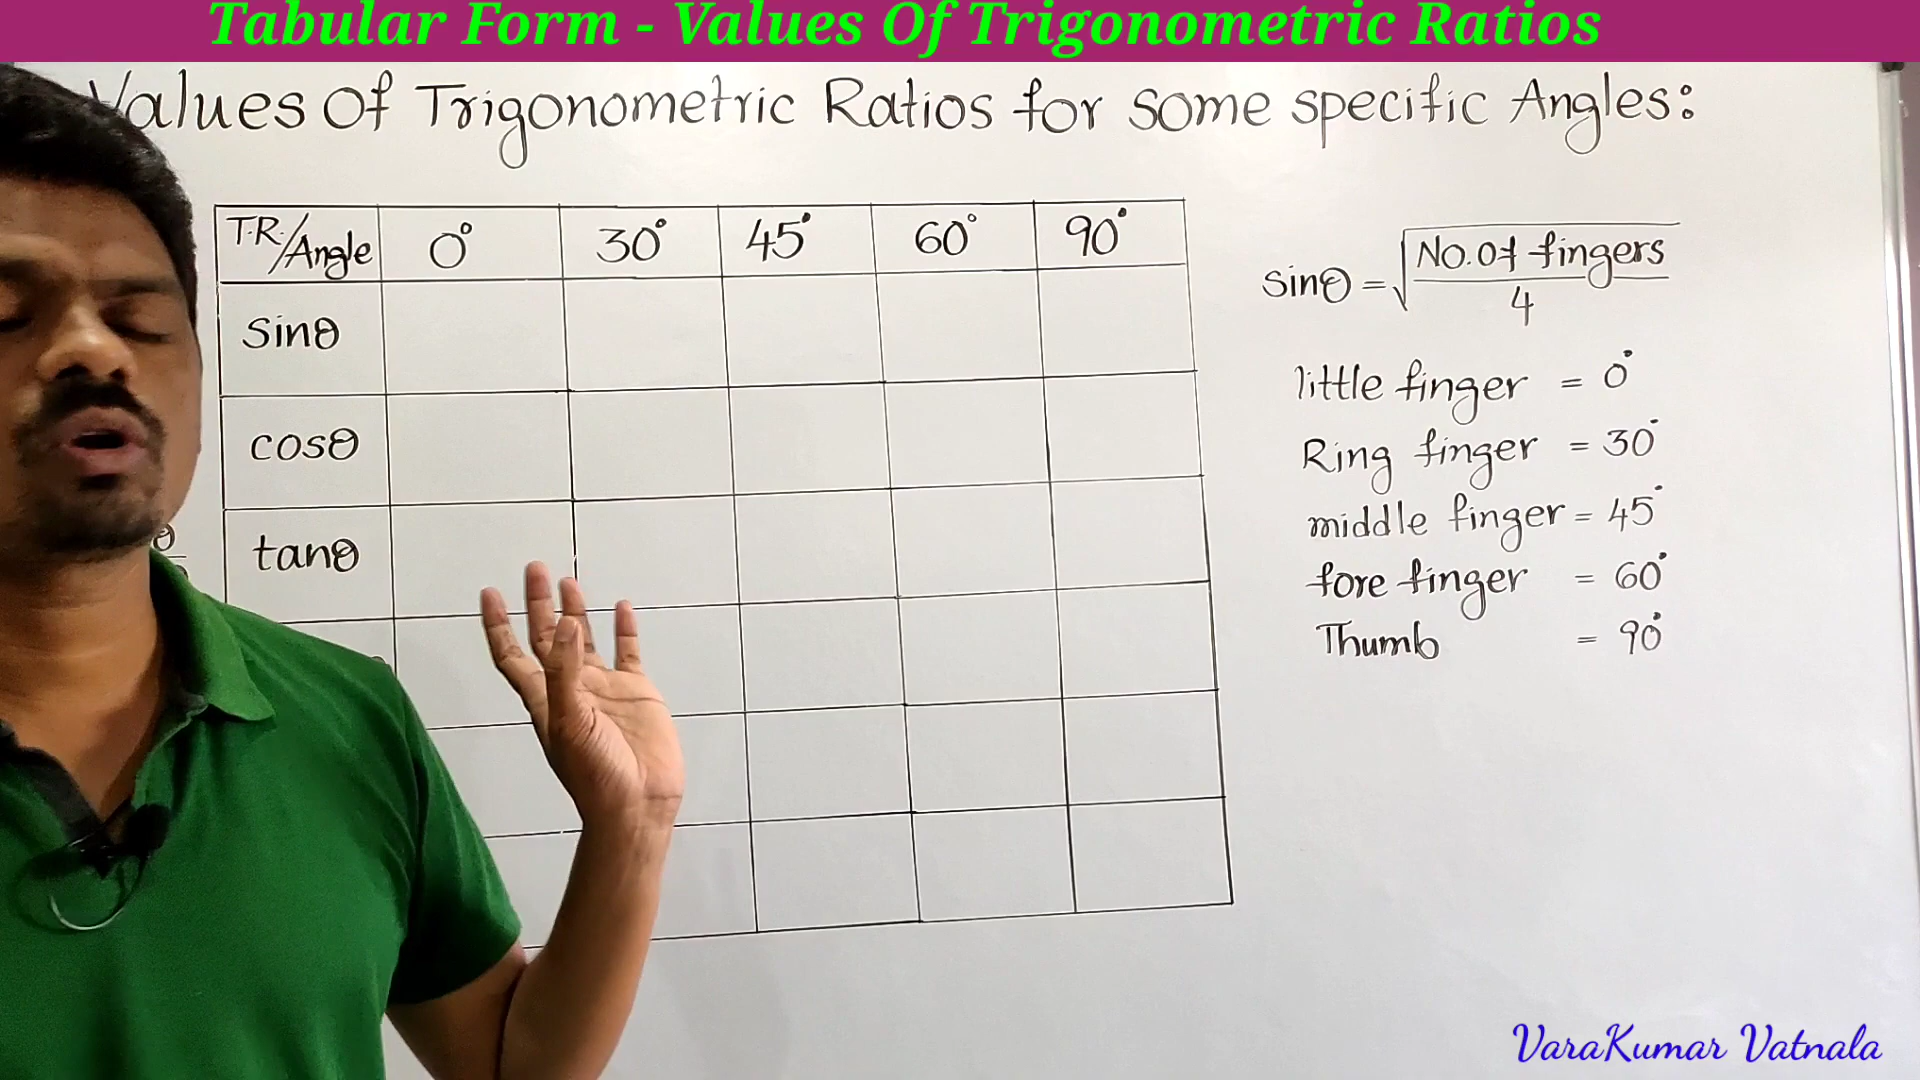 Tabular Form - Values Of Trigonometric Ratios
Values Of Trigonometric Ratios for some specific Angles:
T.R./Angle 0° 30° 45° 60° 90°
sinθ
cosθ
tanθ
sinθ = √(No. Of fingers / 4)
little finger = 0°
Ring finger = 30°
middle finger = 45°
fore finger = 60°
Thumb = 90°
VaraKumar Vatnala